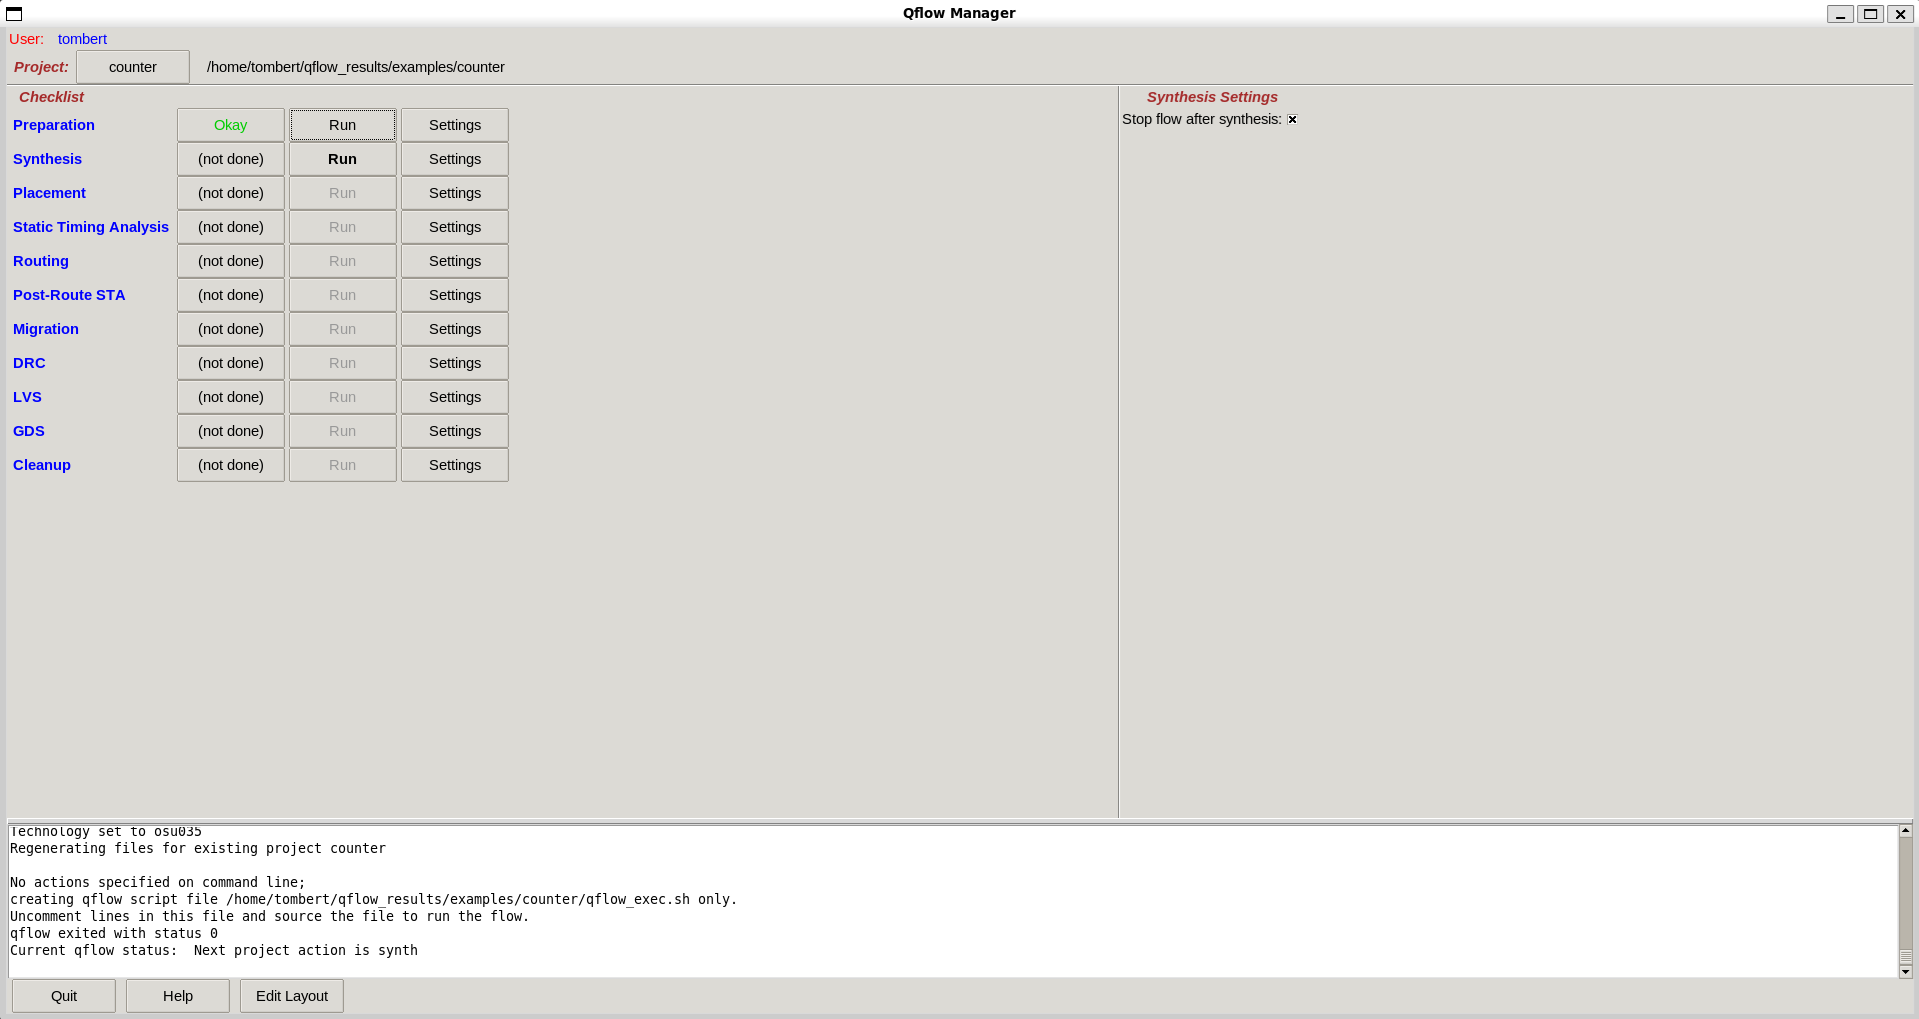 Qflow Manager
User: tombert
Project: counter /home/tombert/qflow_results/examples/counter
Checklist
Preparation Okay Run Settings
Synthesis (not done) Run Settings
Placement (not done) Run Settings
Static Timing Analysis (not done) Run Settings
Routing (not done) Run Settings
Post-Route STA (not done) Run Settings
Migration (not done) Run Settings
DRC (not done) Run Settings
LVS (not done) Run Settings
GDS (not done) Run Settings
Cleanup (not done) Run Settings
Synthesis Settings
Stop flow after synthesis:
Technology set to osu035
Regenerating files for existing project counter
No actions specified on command line;
creating qflow script file /home/tombert/qflow_results/examples/counter/qflow_exec.sh only.
Uncomment lines in this file and source the file to run the flow.
qflow exited with status 0
Current qflow status:  Next project action is synth
Quit Help Edit Layout